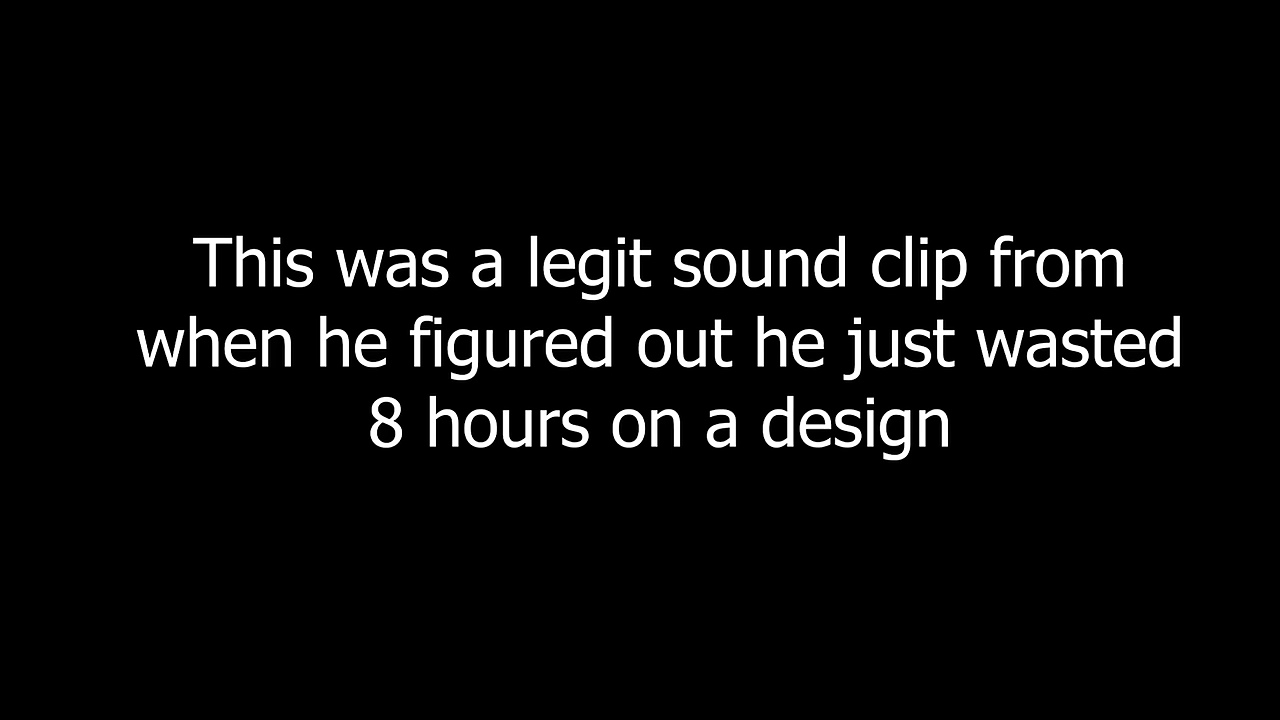 This was a legit sound clip from
when he figured out he just wasted
8 hours on a design